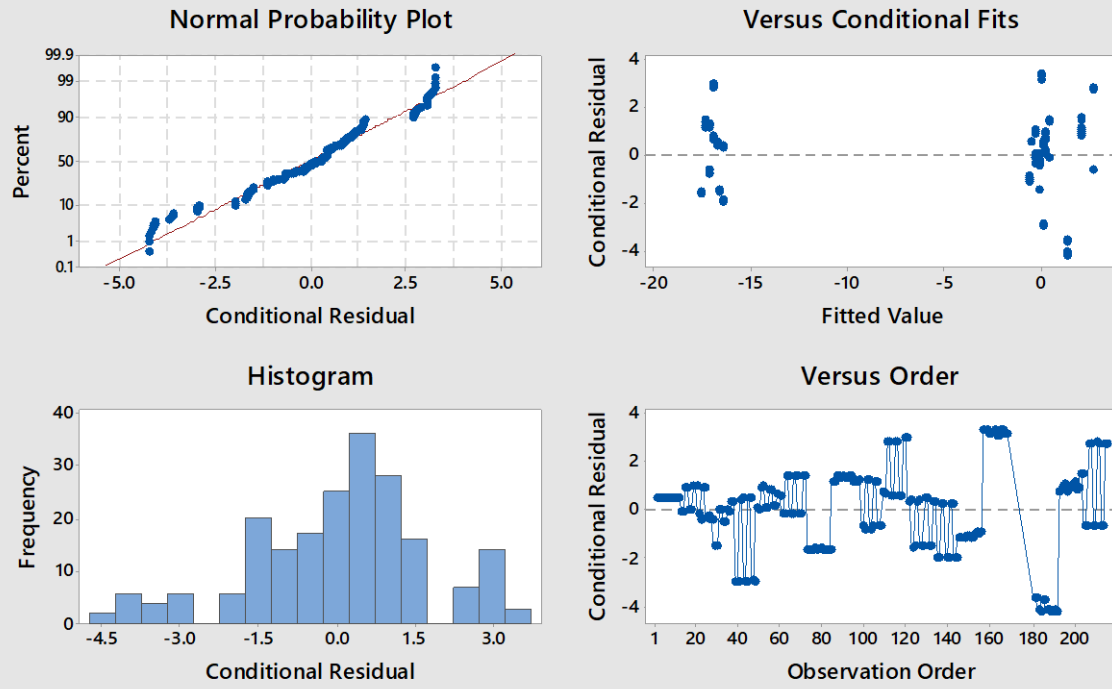 Normal Probability Plot
99.9
99
90
50
10
1
0.1
Percent
-5.0 -2.5 0.0 2.5 5.0
Conditional Residual
Versus Conditional Fits
4
2
0
-2
-4
Conditional Residual
-20 -15 -10 -5 0
Fitted Value
Histogram
40
30
20
10
0
Frequency
-4.5 -3.0 -1.5 0.0 1.5 3.0
Conditional Residual
Versus Order
4
2
0
-2
-4
Conditional Residual
1 20 40 60 80 100 120 140 160 180 200
Observation Order